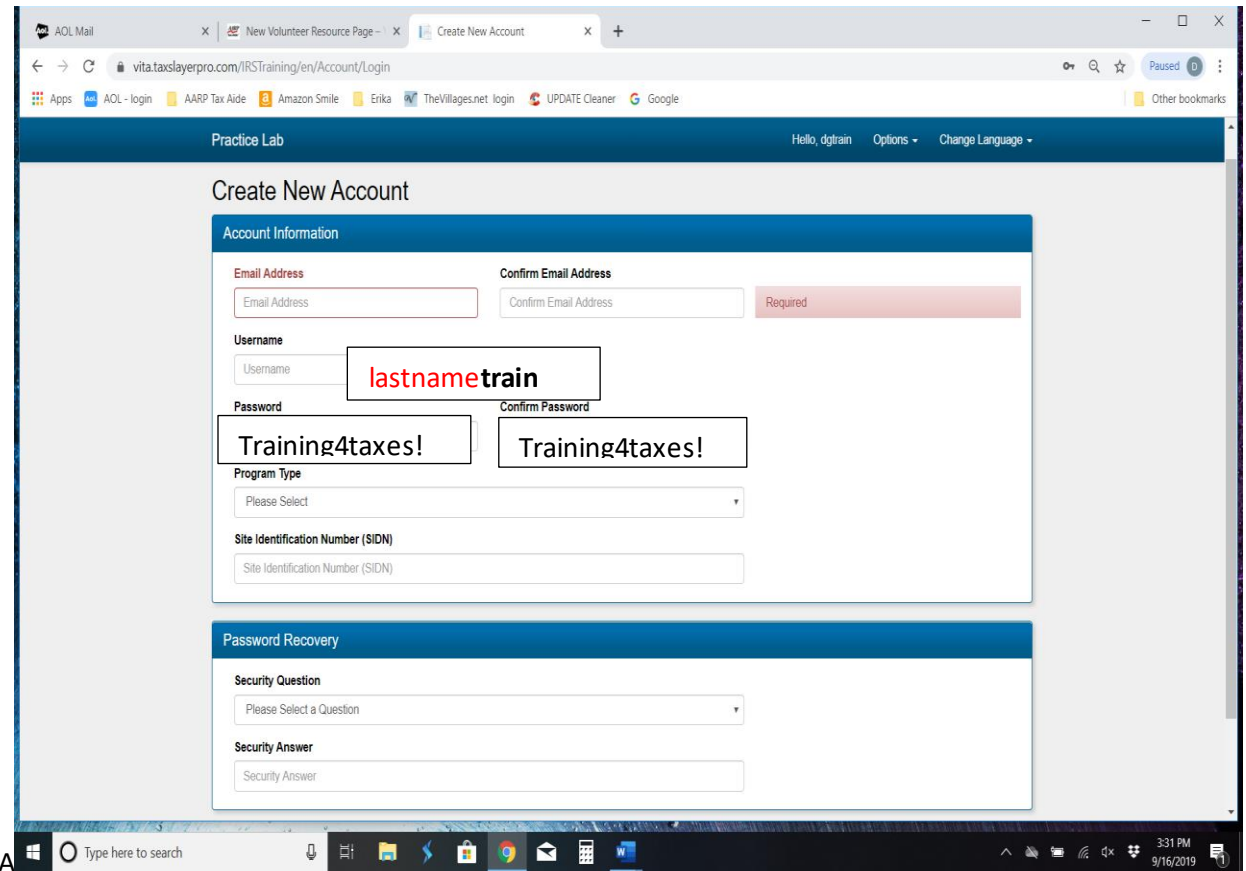 AOL Mail New Volunteer Resource Page – Create New Account
vita.taxslayerpro.com/IRSTraining/en/Account/Login Paused D
Apps AOL - login AARP Tax Aide Amazon Smile Erika TheVillages.net login UPDATE Cleaner Google Other bookmarks
Practice Lab Hello, dgtrain Options Change Language
Create New Account
Account Information
Email Address Confirm Email Address
Email Address Confirm Email Address Required
Username
Username lastnametrain
Password Confirm Password
Training4taxes! Training4taxes!
Program Type
Please Select
Site Identification Number (SIDN)
Site Identification Number (SIDN)
Password Recovery
Security Question
Please Select a Question
Security Answer
Security Answer
A Type here to search 3:31 PM
9/16/2019 1